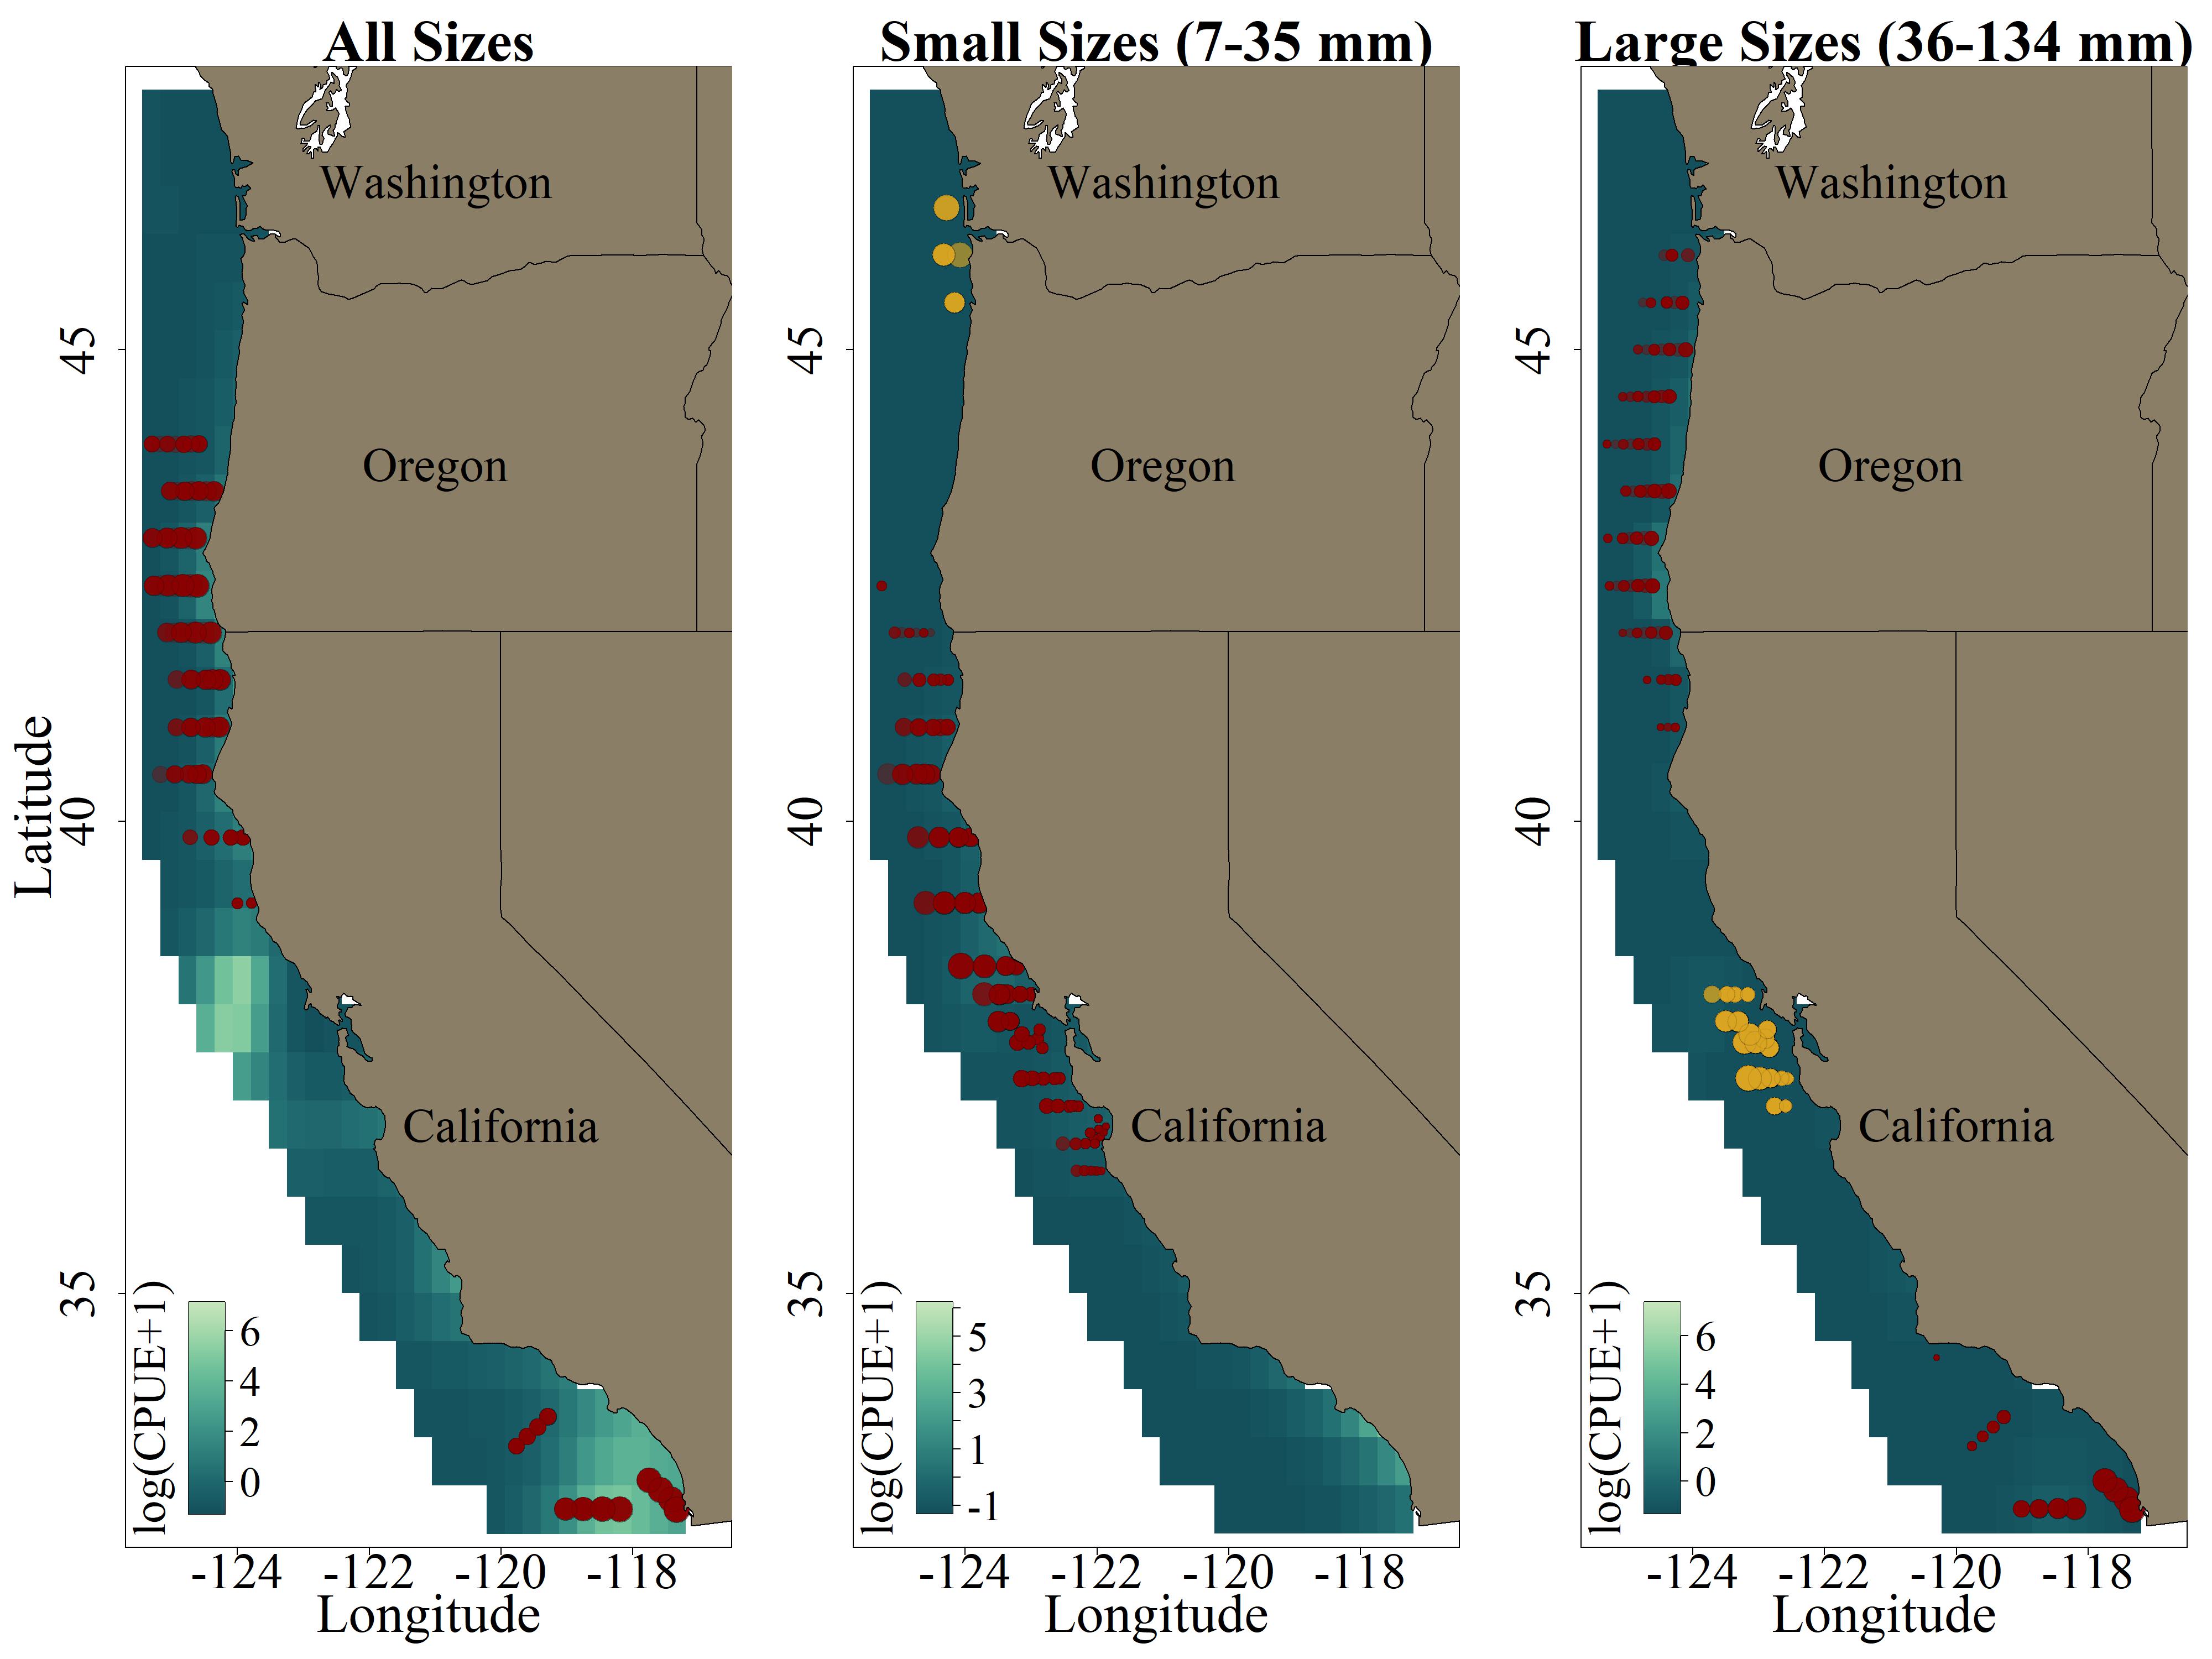 All Sizes
Small Sizes (7-35 mm)
Large Sizes (36-134 mm)
Washington
Washington
Washington
45
45
45
Oregon
Oregon
Oregon
Latitude
40
40
40
California
California
California
35
35
35
log(CPUE+1)
6
4
2
0
log(CPUE+1)
5
3
1
-1
log(CPUE+1)
6
4
2
0
-124 -122 -120 -118
-124 -122 -120 -118
-124 -122 -120 -118
Longitude
Longitude
Longitude